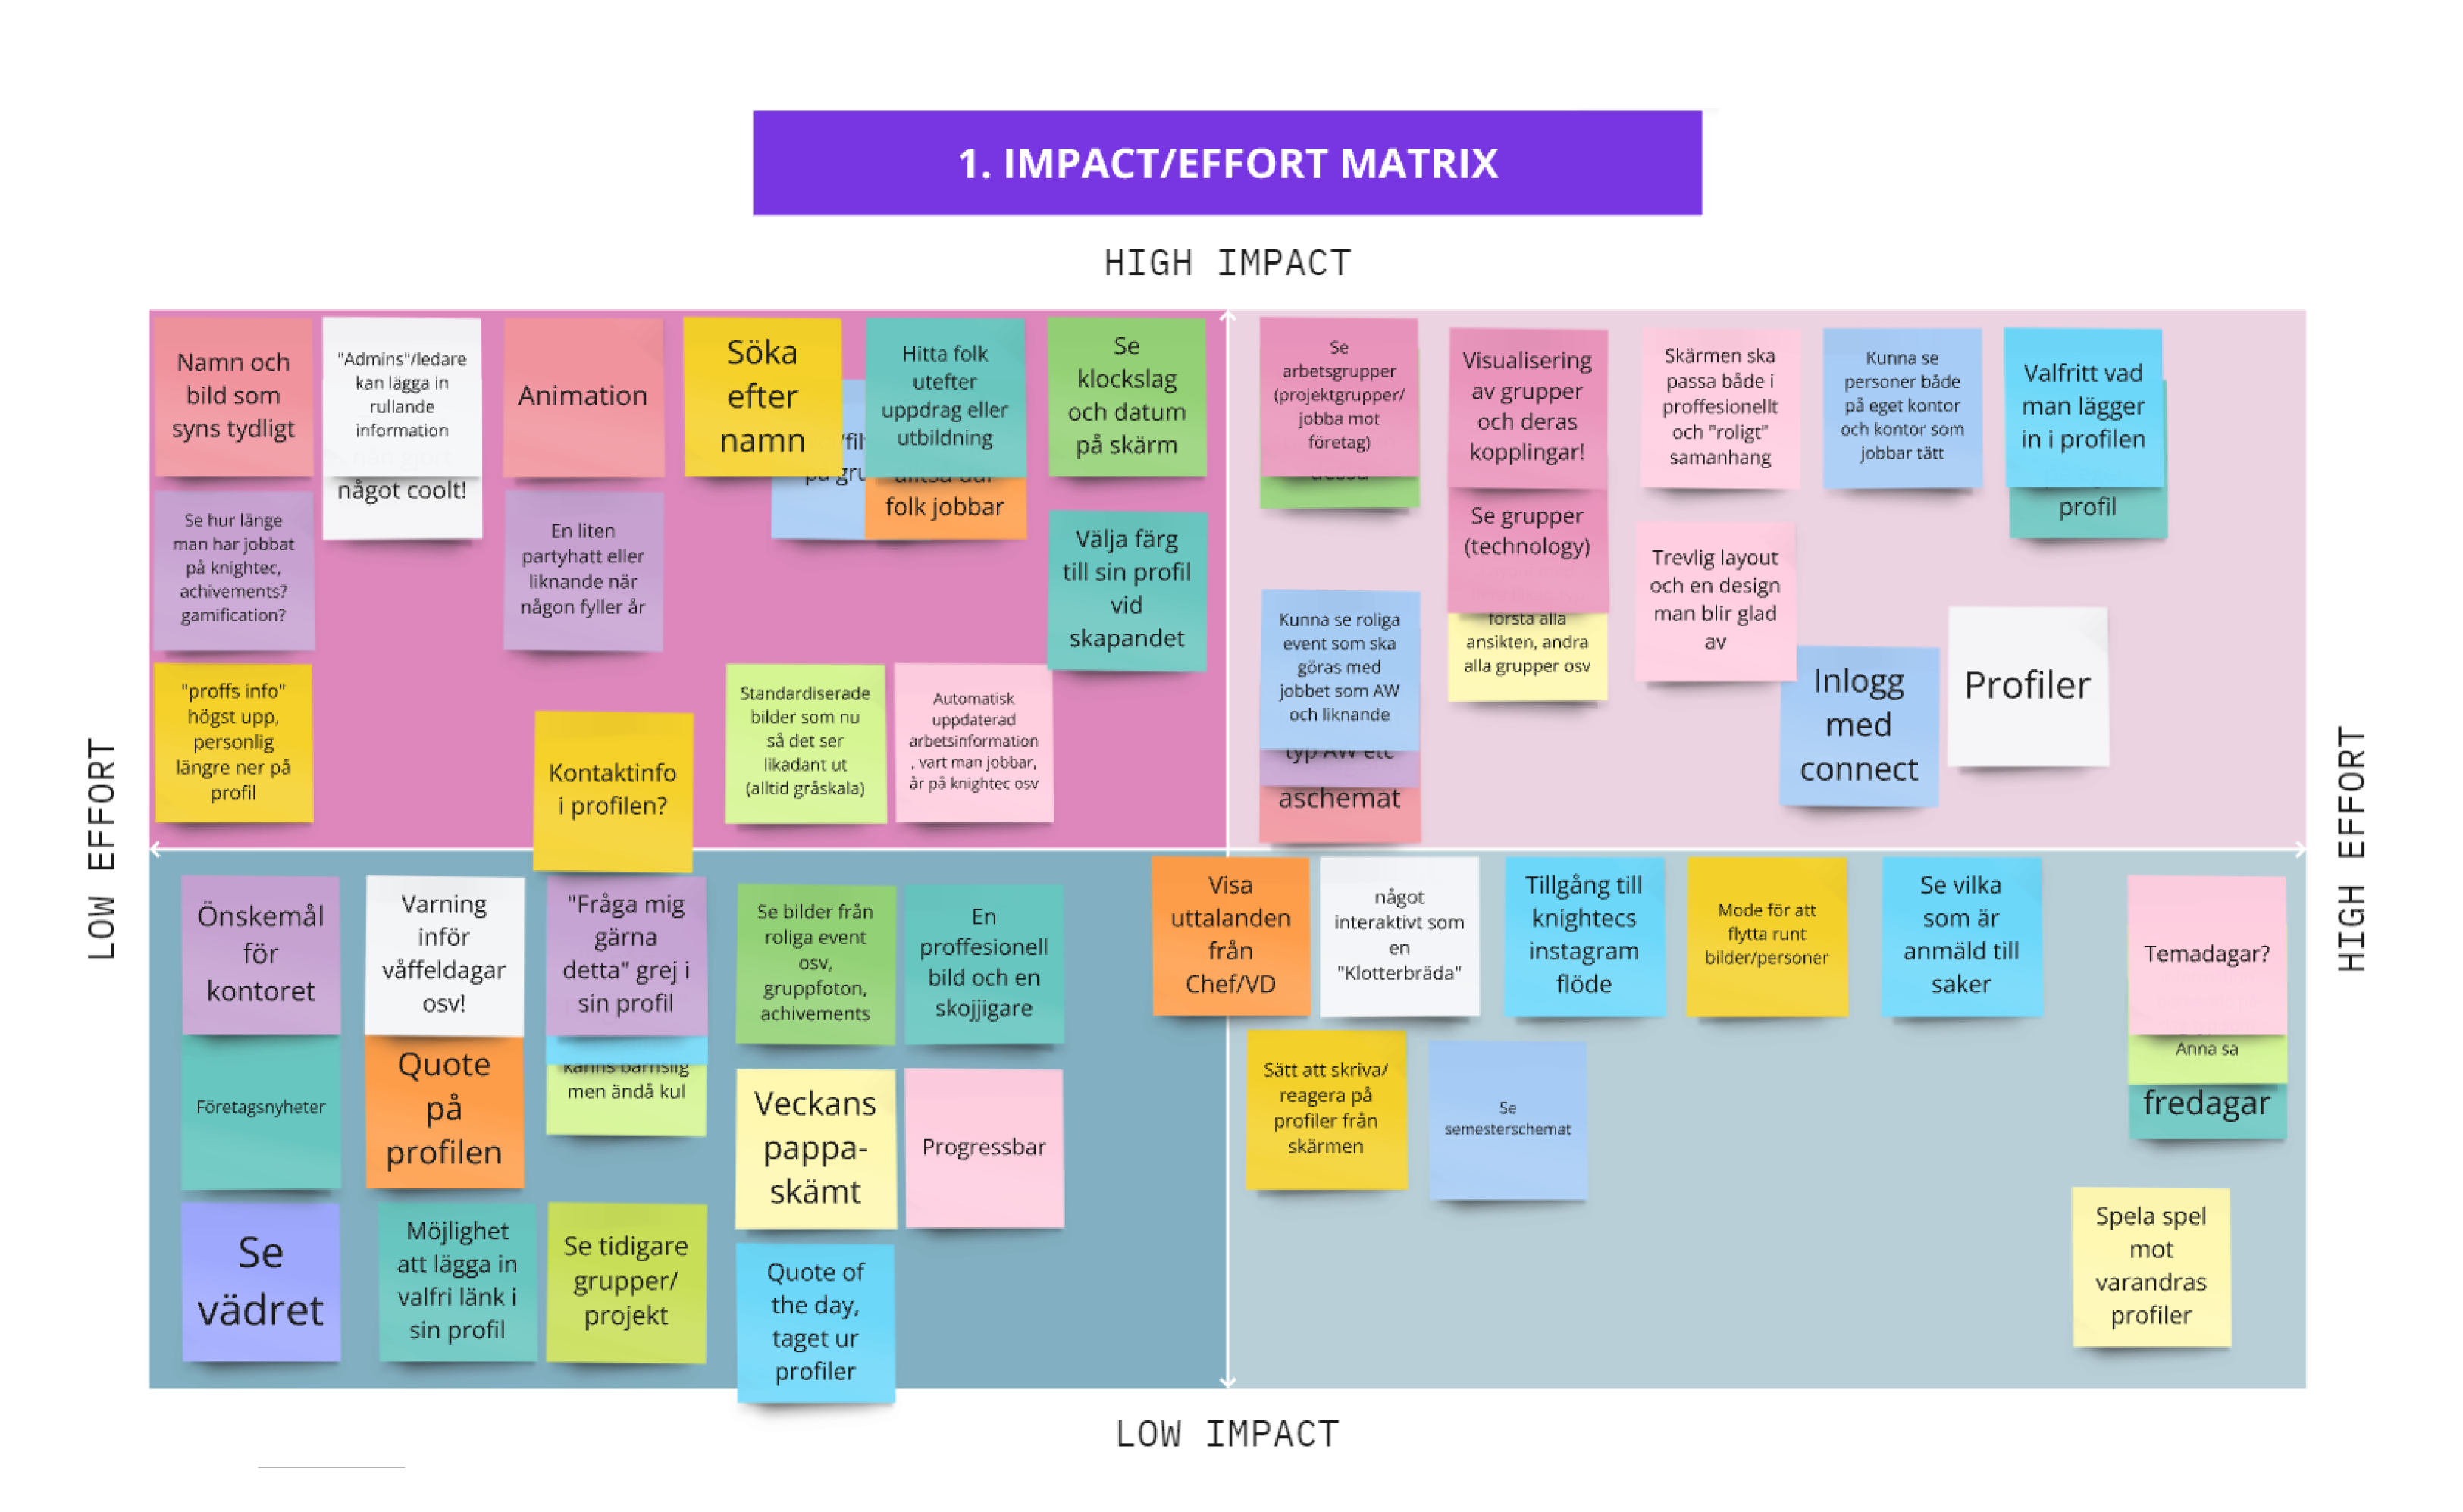 1. IMPACT/EFFORT MATRIX
HIGH IMPACT
LOW EFFORT
HIGH EFFORT
Namn och
bild som
syns tydligt
"Admins"/ledare
kan lägga in
rullande
information
något coolt!
Animation
Söka
efter
namn
Hitta folk
utefter
uppdrag eller
utbildning
folk jobbar
Se
klockslag
och datum
på skärm
Se hur länge
man har jobbat
på knightec,
achivements?
gamification?
En liten
partyhatt eller
liknande när
någon fyller år
Välja färg
till sin profil
vid
skapandet
"proffs info"
högst upp,
personlig
längre ner på
profil
Kontaktinfo
i profilen?
Standardiserade
bilder som nu
så det ser
likadant ut
(alltid gråskala)
Automatisk
uppdaterad
arbetsinformation
, vart man jobbar,
år på knightec osv
Se
arbetsgrupper
(projektgrupper/
jobba mot
företag)
Visualisering
av grupper
och deras
kopplingar!
Se grupper
(technology)
första alla
ansikten, andra
alla grupper osv
Skärmen ska
passa både i
proffesionellt
och "roligt"
samanhang
Kunna se
personer både
på eget kontor
och kontor som
jobbar tätt
Valfritt vad
man lägger
in i profilen
profil
Trevlig layout
och en design
man blir glad
av
Kunna se roliga
event som ska
göras med
jobbet som AW
och liknande
typ AW etc
aschemat
Inlogg
med
connect
Profiler
Önskemål
för
kontoret
Varning
inför
våffeldagar
osv!
"Fråga mig
gärna
detta" grej i
sin profil
känns barnslig
men ändå kul
Se bilder från
roliga event
osv,
gruppfoton,
achivements
En
proffesionell
bild och en
skojjigare
Företagsnyheter
Quote
på
profilen
Veckans
pappa-
skämt
Progressbar
Se
vädret
Möjlighet
att lägga in
valfri länk i
sin profil
Se tidigare
grupper/
projekt
Quote of
the day,
taget ur
profiler
Visa
uttalanden
från
Chef/VD
något
interaktivt som
en
"Klotterbräda"
Tillgång till
knightecs
instagram
flöde
Mode för att
flytta runt
bilder/personer
Se vilka
som är
anmäld till
saker
Temadagar?
Anna sa
fredagar
Sätt att skriva/
reagera på
profiler från
skärmen
Se
semesterschemat
Spela spel
mot
varandras
profiler
LOW IMPACT